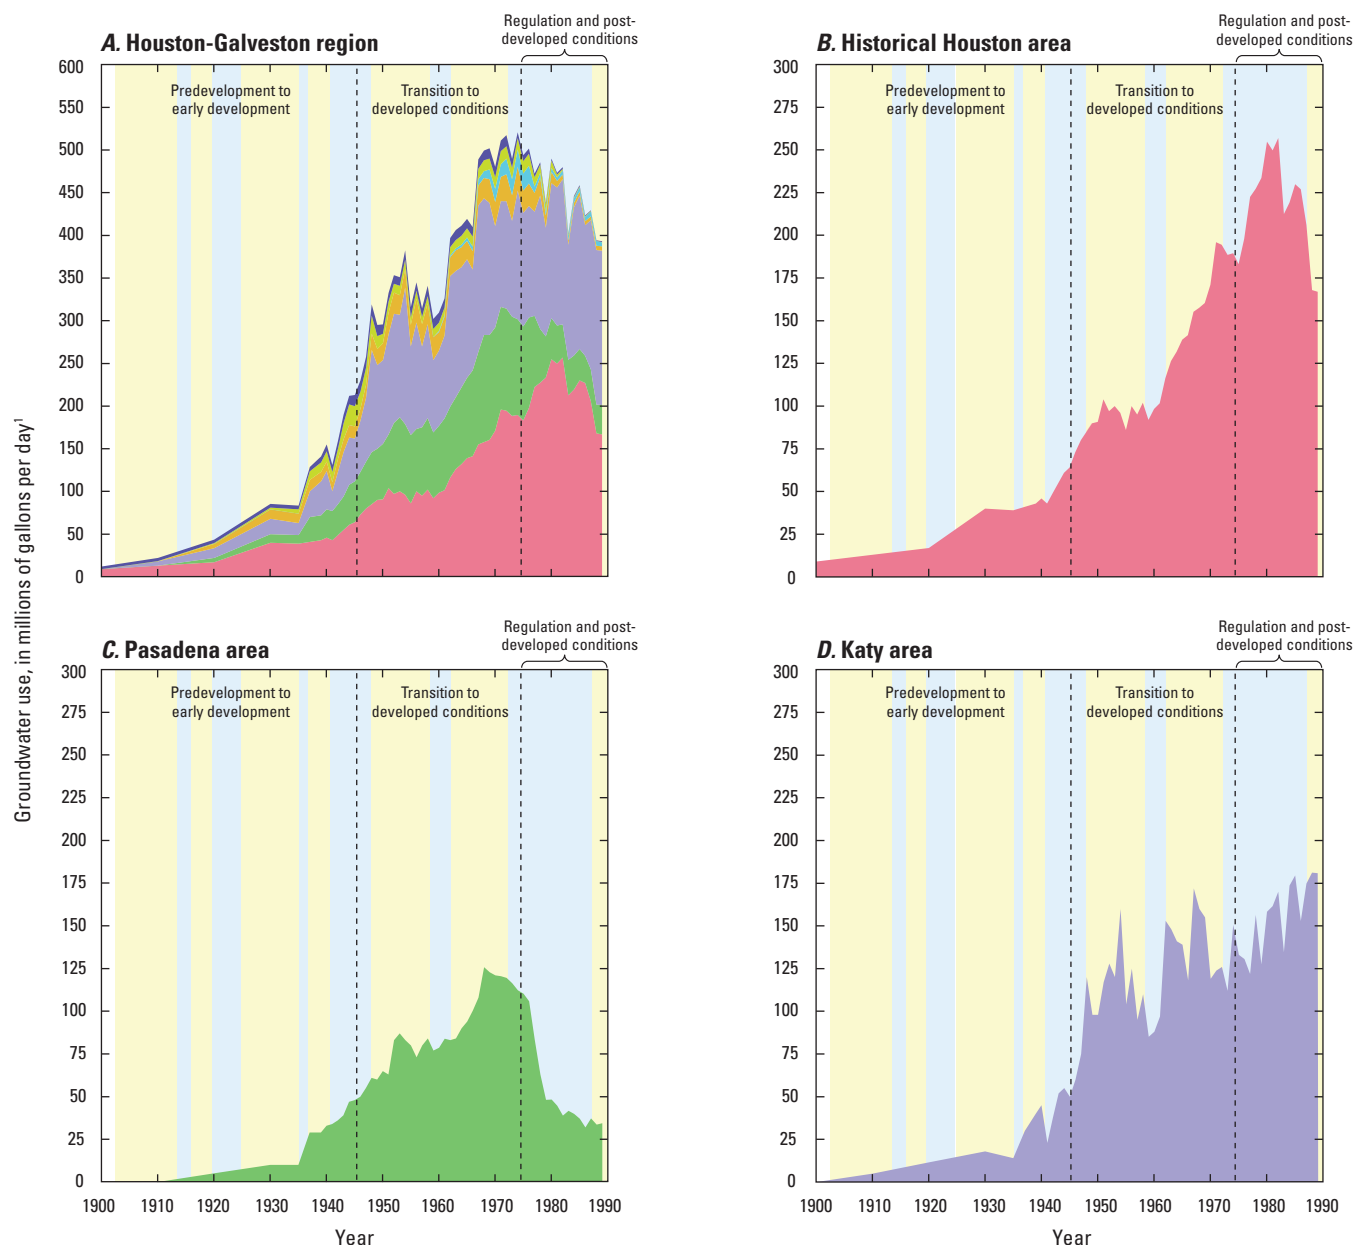 A. Houston-Galveston region
Regulation and post-
developed conditions
600
550
500
450
400
350
300
250
200
150
100
50
0
Predevelopment to
early development
Transition to
developed conditions
B. Historical Houston area
Regulation and post-
developed conditions
300
275
250
225
200
175
150
125
100
75
50
25
0
Predevelopment to
early development
Transition to
developed conditions
Groundwater use, in millions of gallons per day¹
C. Pasadena area
Regulation and post-
developed conditions
300
275
250
225
200
175
150
125
100
75
50
25
0
Predevelopment to
early development
Transition to
developed conditions
1900 1910 1920 1930 1940 1950 1960 1970 1980 1990
Year
D. Katy area
Regulation and post-
developed conditions
300
275
250
225
200
175
150
125
100
75
50
25
0
Predevelopment to
early development
Transition to
developed conditions
1900 1910 1920 1930 1940 1950 1960 1970 1980 1990
Year